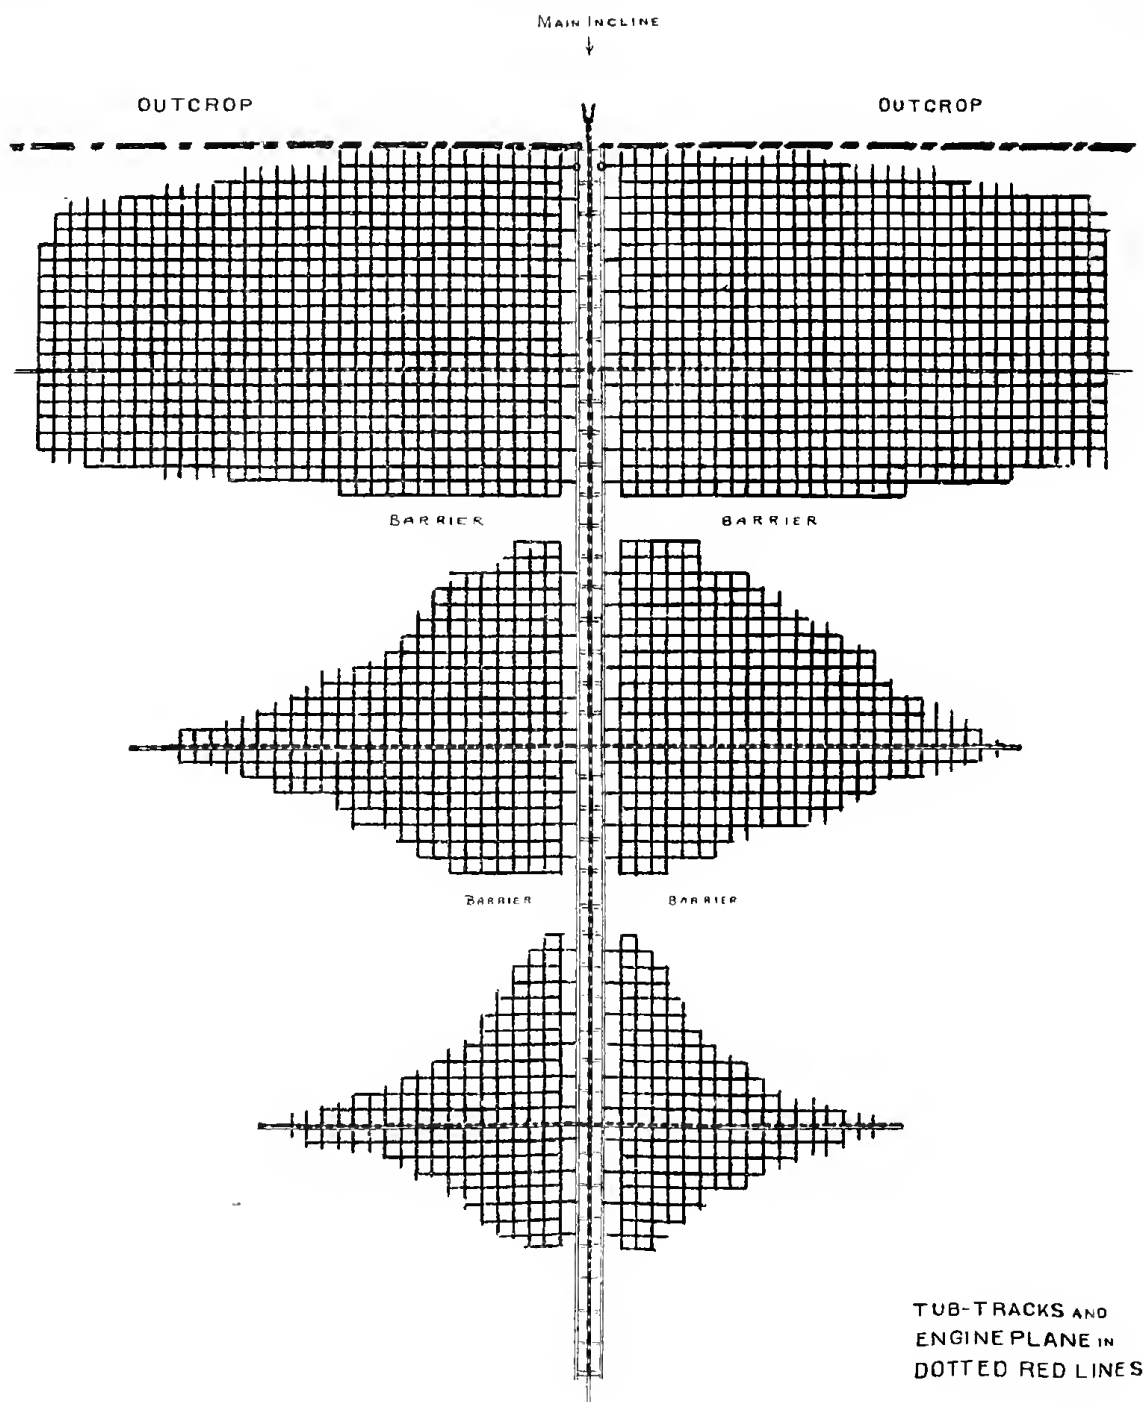 MAIN INCLINE
OUTCROP
OUTCROP
BARRIER
BARRIER
BARRIER
BARRIER
TUB-TRACKS AND
ENGINE PLANE IN
DOTTED RED LINES